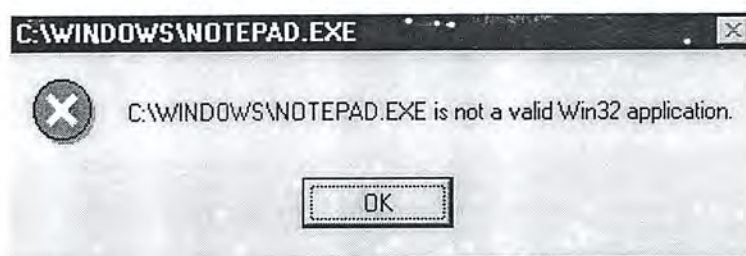 C:\WINDOWS\NOTEPAD.EXE
C:\WINDOWS\NOTEPAD.EXE is not a valid Win32 application.
OK